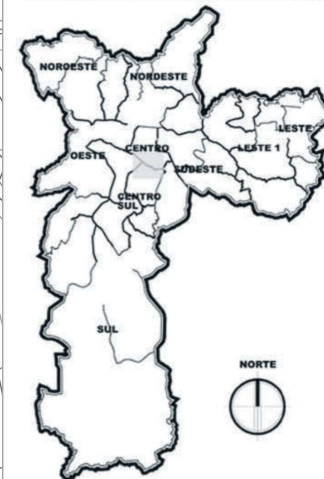 NOROESTE
NORDESTE
CENTRO
OESTE
LESTE
LESTE 1
SUDESTE
CENTRO
SUL
SUL
NORTE